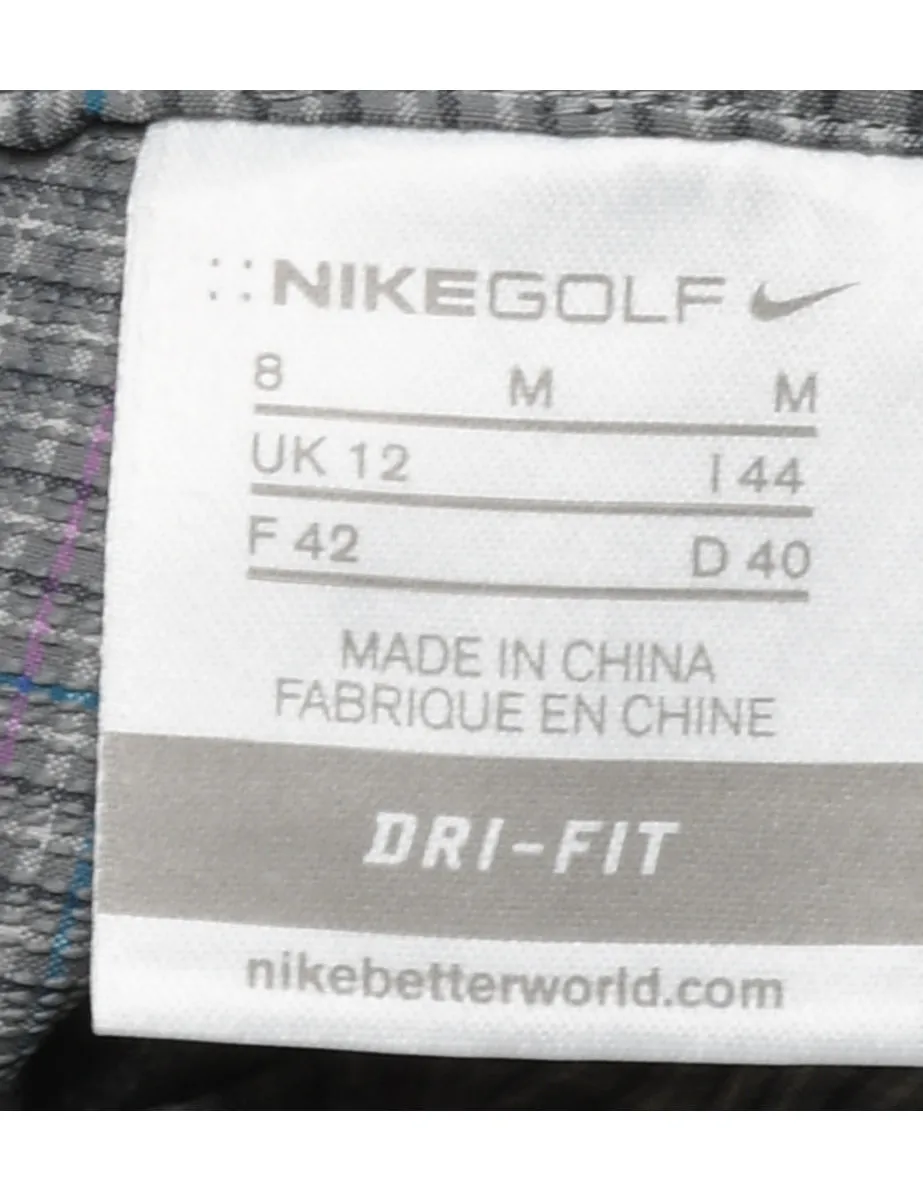 NIKEGOLF
8 M M
UK 12 I 44
F 42 D 40
MADE IN CHINA
FABRIQUE EN CHINE
DRI-FIT
nikebetterworld.com